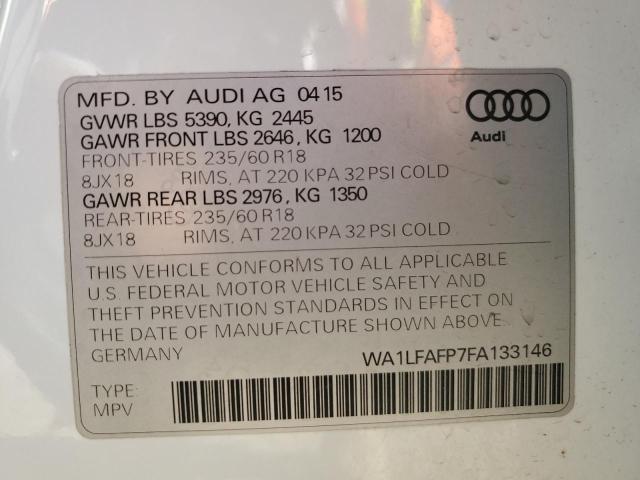 MFD. BY AUDI AG 04 15
GVWR LBS 5390, KG 2445
GAWR FRONT LBS 2646, KG 1200
FRONT-TIRES 235/60 R18
8JX18 RIMS, AT 220 KPA 32 PSI COLD
GAWR REAR LBS 2976, KG 1350
REAR-TIRES 235/60 R18
8JX18 RIMS, AT 220 KPA 32 PSI COLD
Audi
THIS VEHICLE CONFORMS TO ALL APPLICABLE
U.S. FEDERAL MOTOR VEHICLE SAFETY AND
THEFT PREVENTION STANDARDS IN EFFECT ON
THE DATE OF MANUFACTURE SHOWN ABOVE.
GERMANY WA1LFAFP7FA133146
TYPE:
MPV